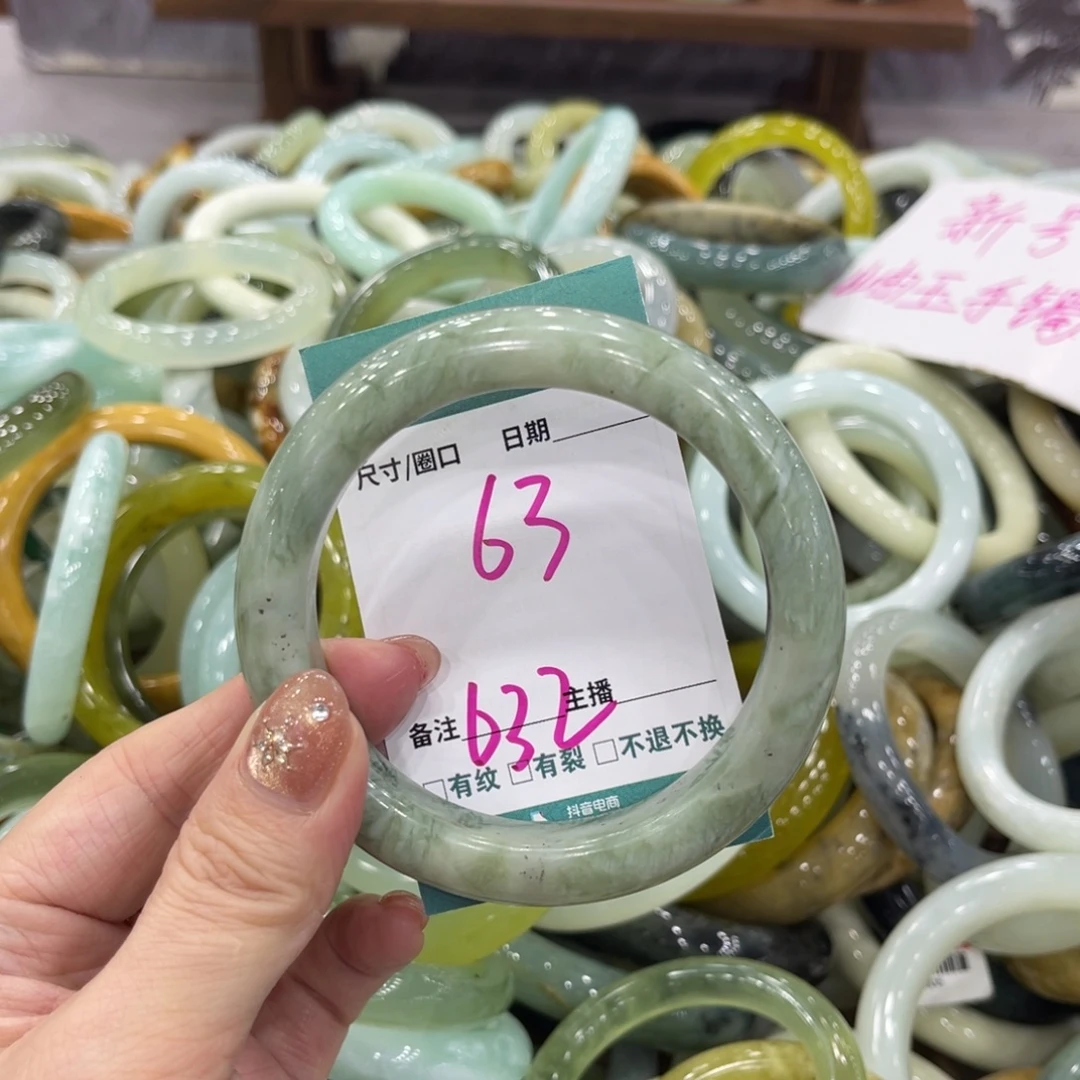 尺寸/圈口 日期
63
备注 632 主播
□有纹 □有裂 □不退不换
抖音电商
新号
山肉玉手镯